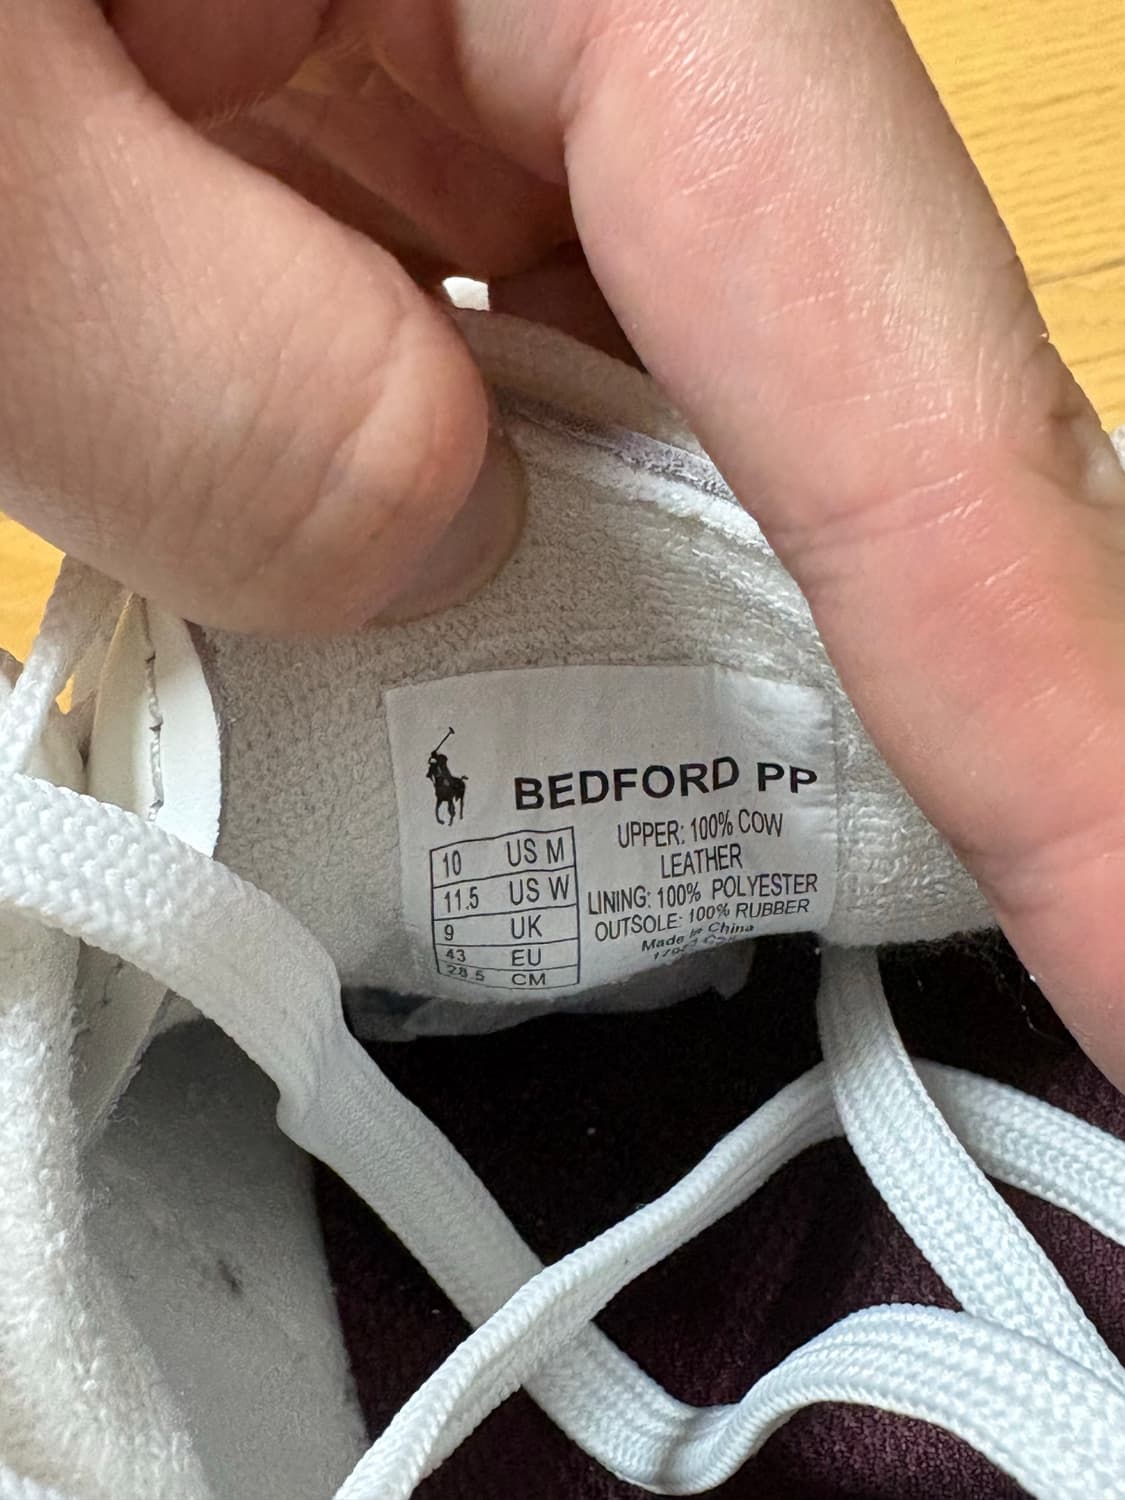 BEDFORD PP
10 US M
11.5 US W
9 UK
43 EU
28.5 CM
UPPER: 100% COW
LEATHER
LINING: 100% POLYESTER
OUTSOLE: 100% RUBBER
Made in China